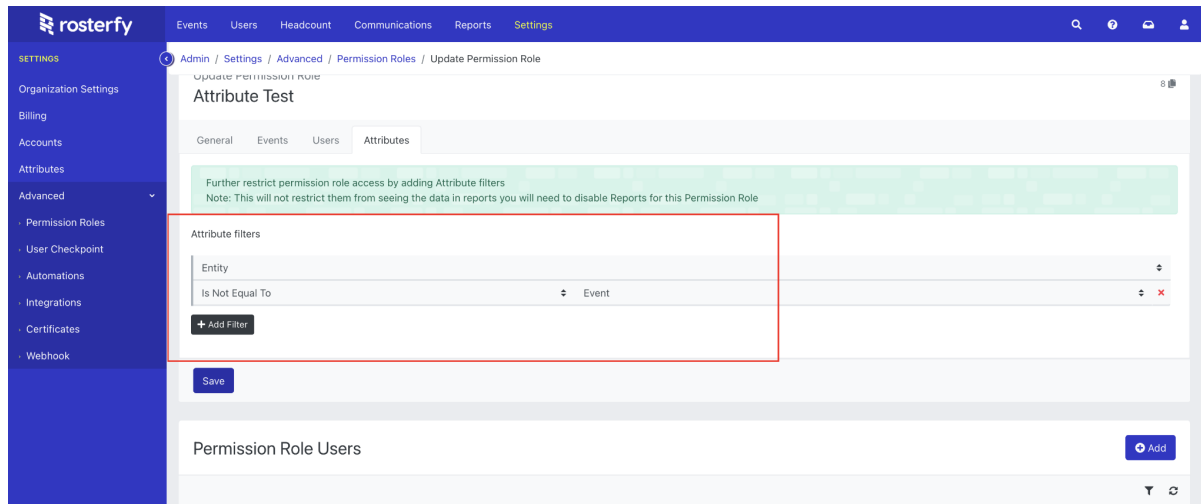 rosterfy
Events Users Headcount Communications Reports Settings
SETTINGS
Admin / Settings / Advanced / Permission Roles / Update Permission Role
Organization Settings
Billing
Accounts
Attributes
Advanced
Permission Roles
User Checkpoint
Automations
Integrations
Certificates
Webhook
Update Permission Role
Attribute Test
8
General Events Users Attributes
Further restrict permission role access by adding Attribute filters
Note: This will not restrict them from seeing the data in reports you will need to disable Reports for this Permission Role
Attribute filters
Entity
Is Not Equal To Event
+ Add Filter
Save
Permission Role Users
Add